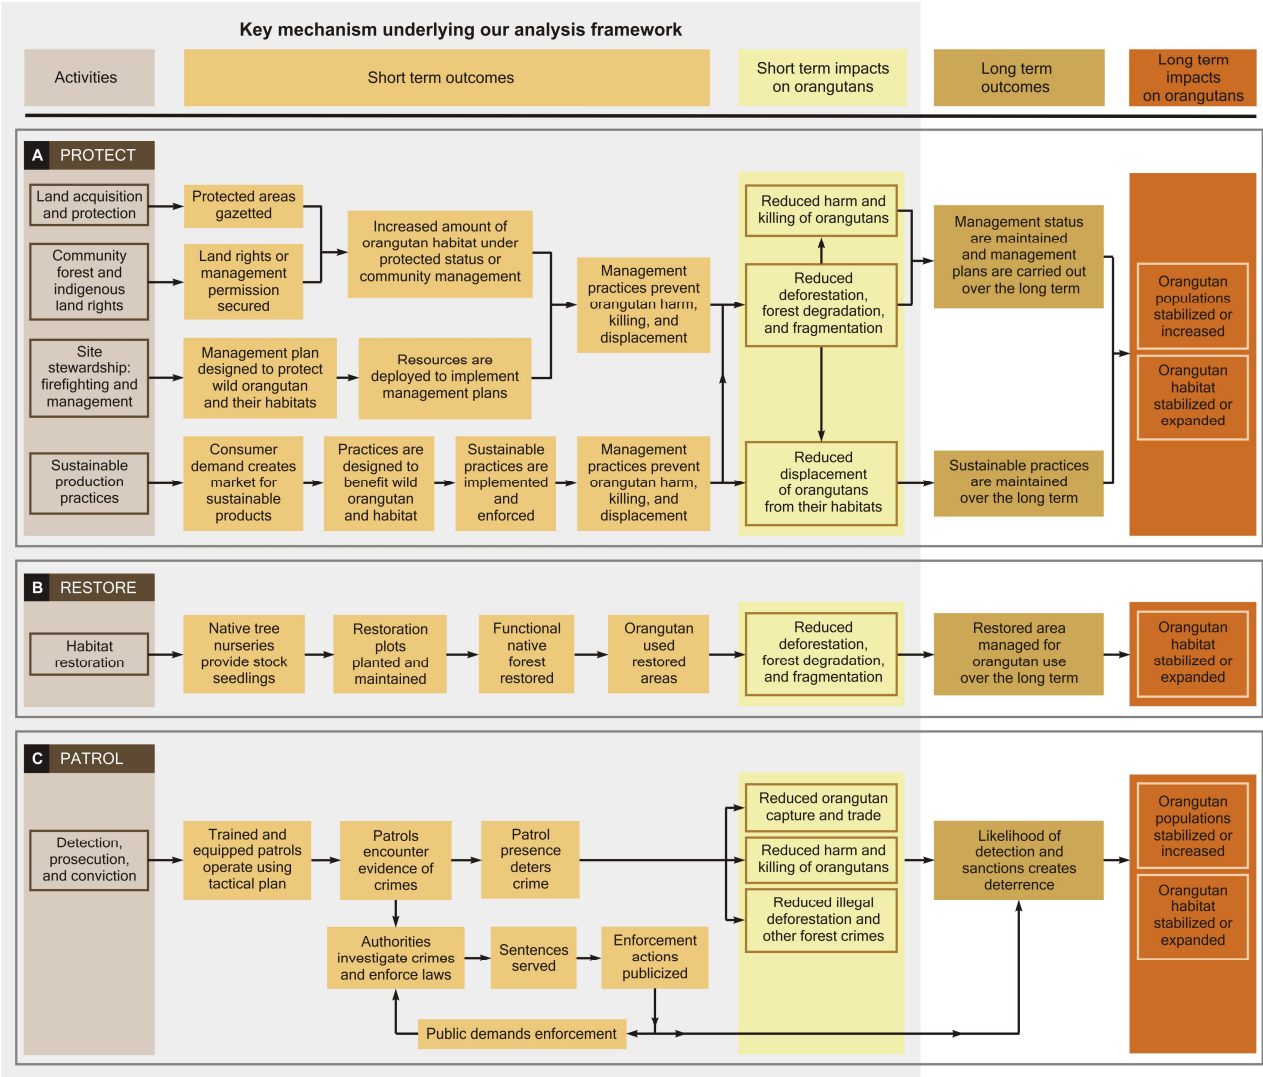 Key mechanism underlying our analysis framework
Activities
Short term outcomes
Short term impacts
on orangutans
Long term
outcomes
Long term
impacts
on orangutans
A PROTECT
Land acquisition
and protection
Protected areas
gazetted
Community
forest and
indigenous
land rights
Land rights or
management
permission
secured
Increased amount of
orangutan habitat under
protected status or
community management
Site
stewardship:
firefighting and
management
Management plan
designed to protect
wild orangutan
and their habitats
Resources are
deployed to implement
management plans
Management
practices prevent
orangutan harm,
killing, and
displacement
Sustainable
production
practices
Consumer
demand creates
market for
sustainable
products
Practices are
designed to
benefit wild
orangutan
and habitat
Sustainable
practices are
implemented
and
enforced
Management
practices prevent
orangutan harm,
killing, and
displacement
Reduced harm and
killing of orangutans
Reduced
deforestation,
forest degradation,
and fragmentation
Reduced
displacement
of orangutans
from their habitats
Management status
are maintained
and management
plans are carried out
over the long term
Sustainable practices
are maintained
over the long term
Orangutan
populations
stabilized or
increased
Orangutan
habitat
stabilized or
expanded
B RESTORE
Habitat
restoration
Native tree
nurseries
provide stock
seedlings
Restoration
plots
planted and
maintained
Functional
native
forest
restored
Orangutan
used
restored
areas
Reduced
deforestation,
forest degradation,
and fragmentation
Restored area
managed for
orangutan use
over the long term
Orangutan
habitat
stabilized or
expanded
C PATROL
Detection,
prosecution,
and conviction
Trained and
equipped patrols
operate using
tactical plan
Patrols
encounter
evidence of
crimes
Patrol
presence
deters
crime
Authorities
investigate crimes
and enforce laws
Sentences
served
Enforcement
actions
publicized
Public demands enforcement
Reduced orangutan
capture and trade
Reduced harm and
killing of orangutans
Reduced illegal
deforestation and
other forest crimes
Likelihood of
detection and
sanctions creates
deterrence
Orangutan
populations
stabilized or
increased
Orangutan
habitat
stabilized or
expanded